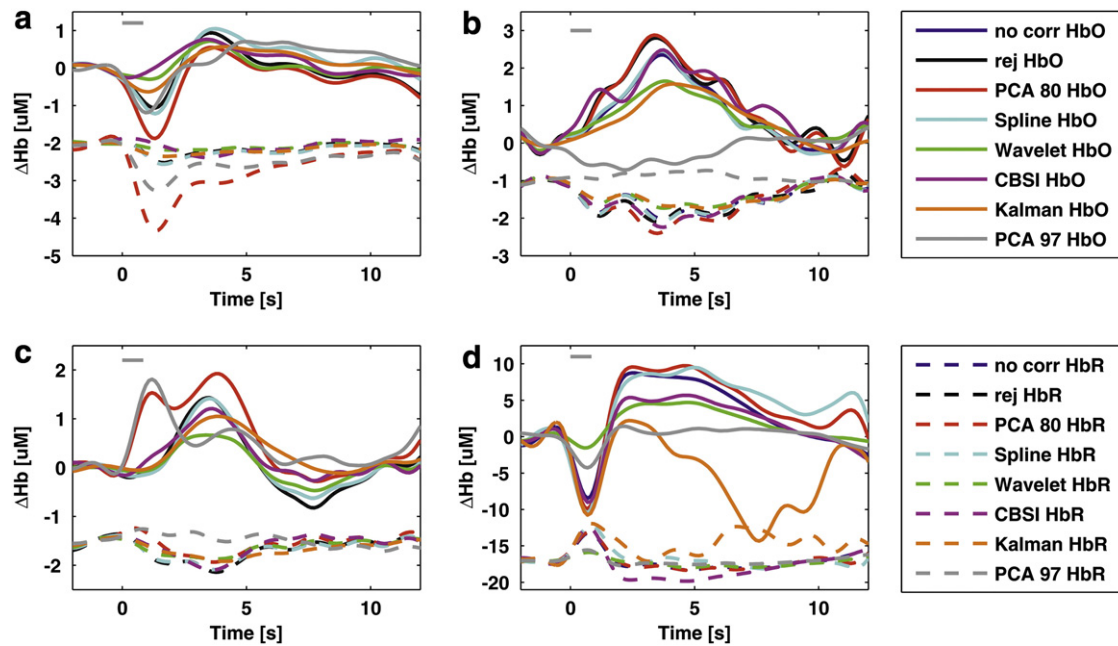 a
1
0
-1
-2
-3
-4
-5
ΔHb [uM]
0
5
10
Time [s]
b
3
2
1
0
-1
-2
-3
ΔHb [uM]
0
5
10
Time [s]
no corr HbO
rej HbO
PCA 80 HbO
Spline HbO
Wavelet HbO
CBSI HbO
Kalman HbO
PCA 97 HbO
c
2
1
0
-1
-2
ΔHb [uM]
0
5
10
Time [s]
d
10
5
0
-5
-10
-15
-20
ΔHb [uM]
0
5
10
Time [s]
no corr HbR
rej HbR
PCA 80 HbR
Spline HbR
Wavelet HbR
CBSI HbR
Kalman HbR
PCA 97 HbR